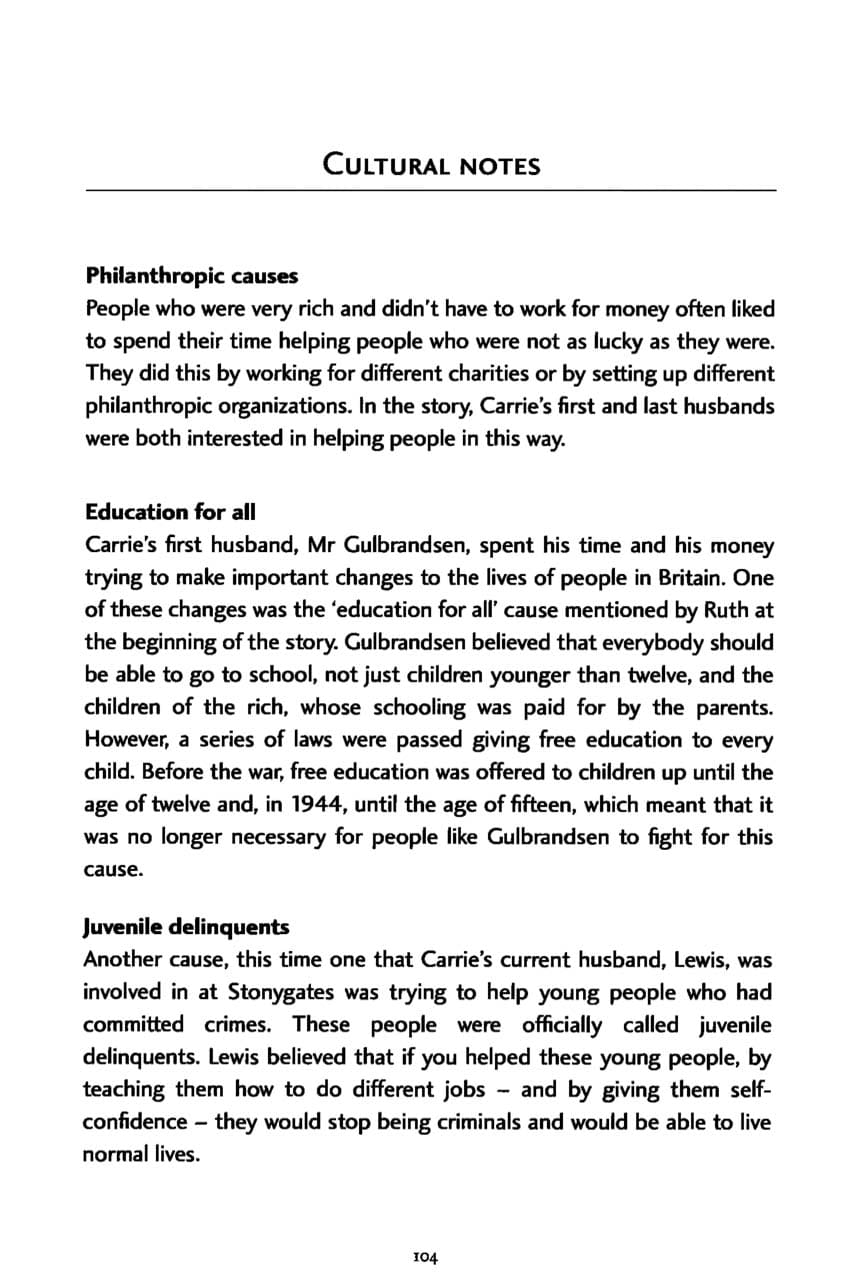 CULTURAL NOTES
Philanthropic causes
People who were very rich and didn't have to work for money often liked
to spend their time helping people who were not as lucky as they were.
They did this by working for different charities or by setting up different
philanthropic organizations. In the story, Carrie's first and last husbands
were both interested in helping people in this way.
Education for all
Carrie's first husband, Mr Gulbrandsen, spent his time and his money
trying to make important changes to the lives of people in Britain. One
of these changes was the 'education for all' cause mentioned by Ruth at
the beginning of the story. Gulbrandsen believed that everybody should
be able to go to school, not just children younger than twelve, and the
children of the rich, whose schooling was paid for by the parents.
However, a series of laws were passed giving free education to every
child. Before the war, free education was offered to children up until the
age of twelve and, in 1944, until the age of fifteen, which meant that it
was no longer necessary for people like Gulbrandsen to fight for this
cause.
Juvenile delinquents
Another cause, this time one that Carrie's current husband, Lewis, was
involved in at Stonygates was trying to help young people who had
committed crimes. These people were officially called juvenile
delinquents. Lewis believed that if you helped these young people, by
teaching them how to do different jobs – and by giving them self-
confidence – they would stop being criminals and would be able to live
normal lives.
104